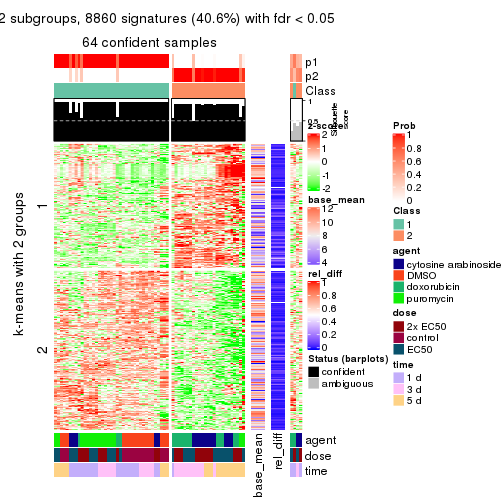 2 subgroups, 8860 signatures (40.6%) with fdr < 0.05
64 confident samples
p1
p2
Class
1
0.5
Silhouette
score
k-means with 2 groups
1
2
agent
dose
time
base_mean
rel_diff
z-score
2
1
0
-1
-2
base_mean
12
10
8
6
4
rel_diff
1
0.8
0.6
0.4
0.2
0
Status (barplots)
confident
ambiguous
Prob
1
0.8
0.6
0.4
0.2
0
Class
1
2
agent
cytosine arabinoside
DMSO
doxorubicin
puromycin
dose
2x EC50
control
EC50
time
1 d
3 d
5 d